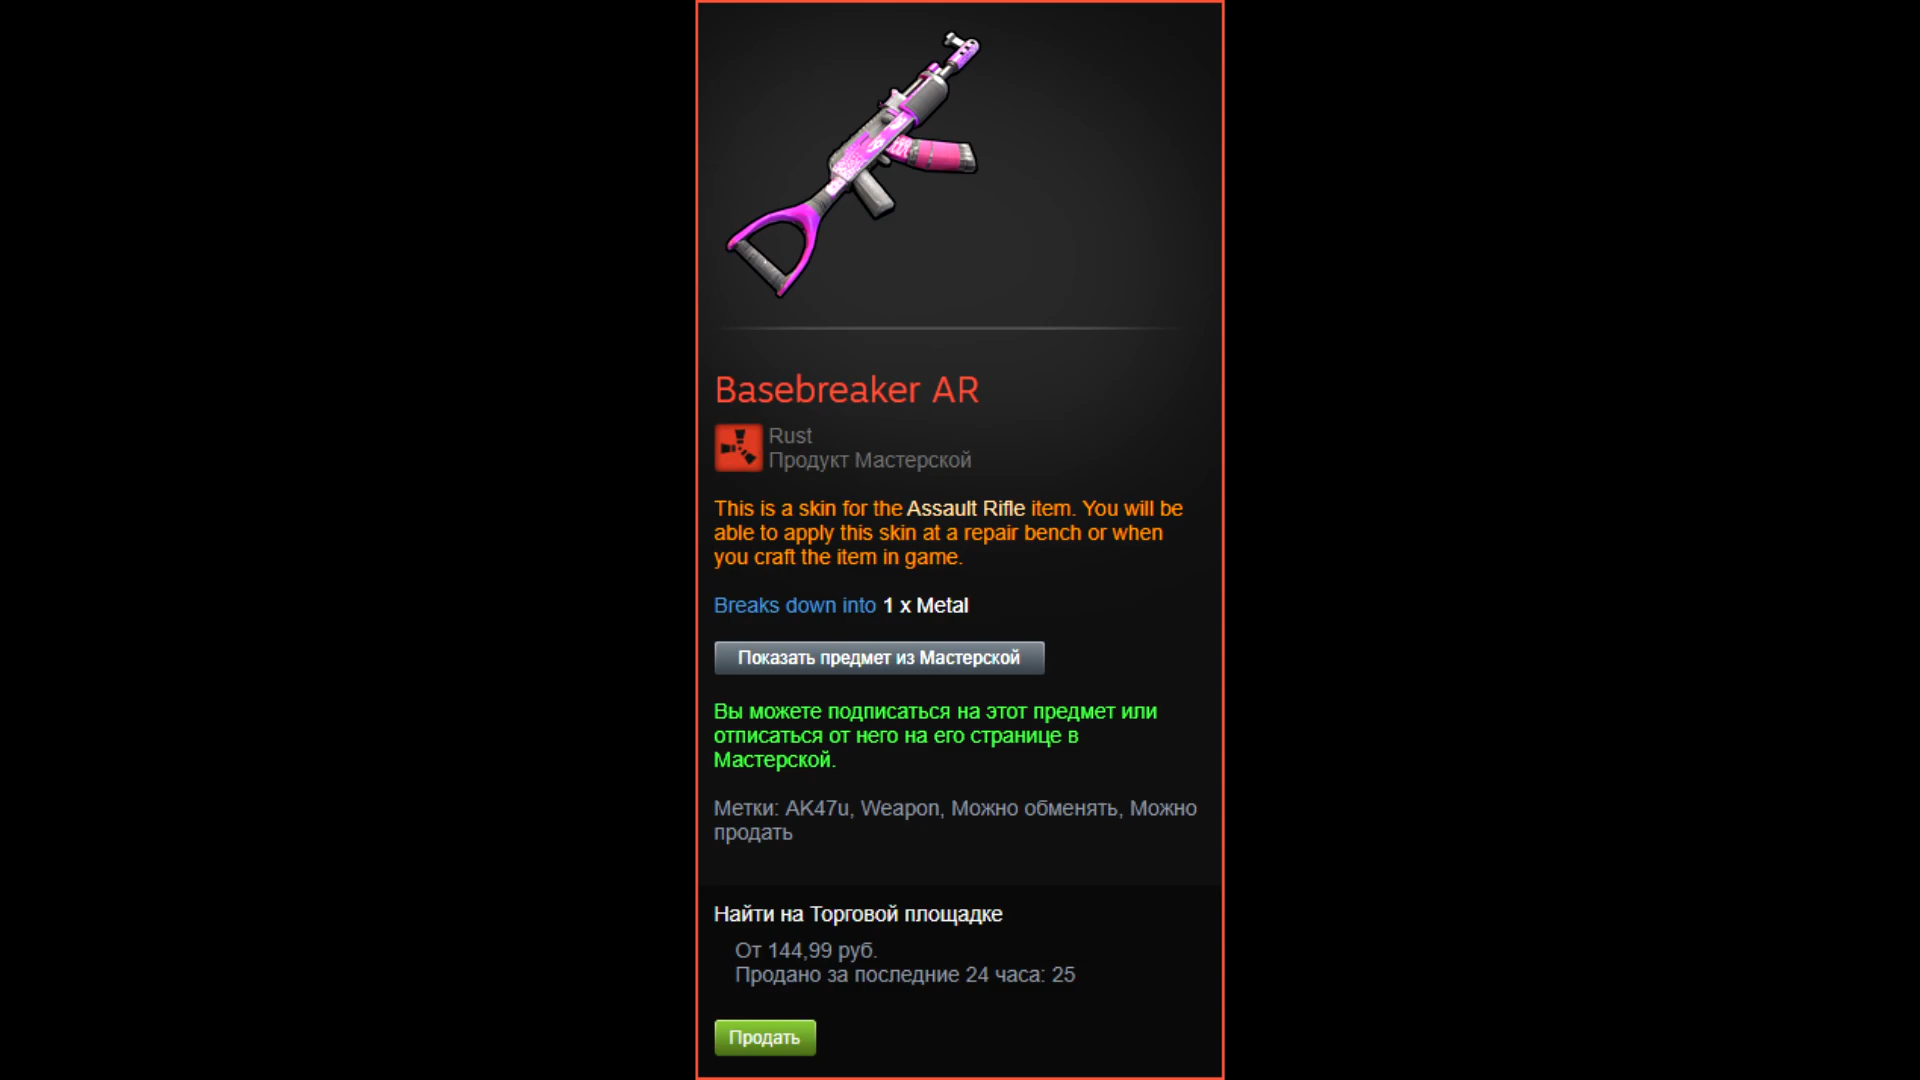 Basebreaker AR
Rust
Продукт Мастерской
This is a skin for the Assault Rifle item. You will be
able to apply this skin at a repair bench or when
you craft the item in game.
Breaks down into 1 x Metal
Показать предмет из Мастерской
Вы можете подписаться на этот предмет или
отписаться от него на его странице в
Мастерской.
Метки: AK47u, Weapon, Можно обменять, Можно
продать
Найти на Торговой площадке
От 144,99 руб.
Продано за последние 24 часа: 25
Продать